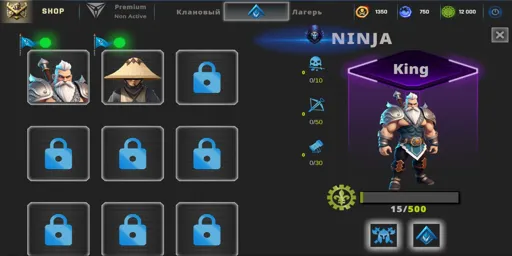 SHOP
Premium
Non Active
Клановый
Лагерь
1350
750
12 000
NINJA
King
0/10
0/50
0/30
15/500